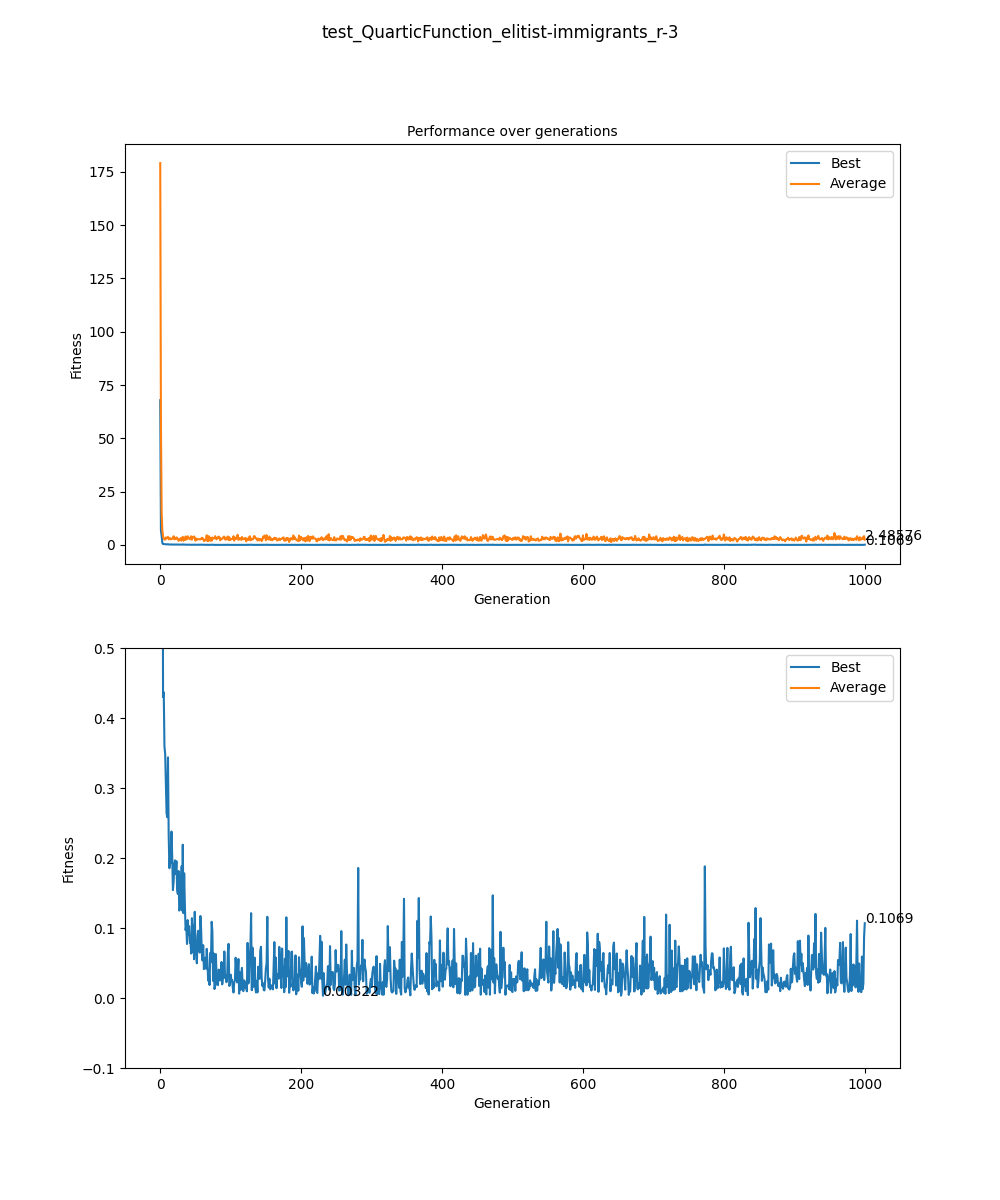 test_QuarticFunction_elitist-immigrants_r-3
Performance over generations
Best
Average
175
150
125
100
75
50
25
0
Fitness
2.48576
0.1069
0 200 400 600 800 1000
Generation
Best
Average
0.5
0.4
0.3
0.2
0.1
0.0
−0.1
Fitness
0.1069
0.00322
0 200 400 600 800 1000
Generation